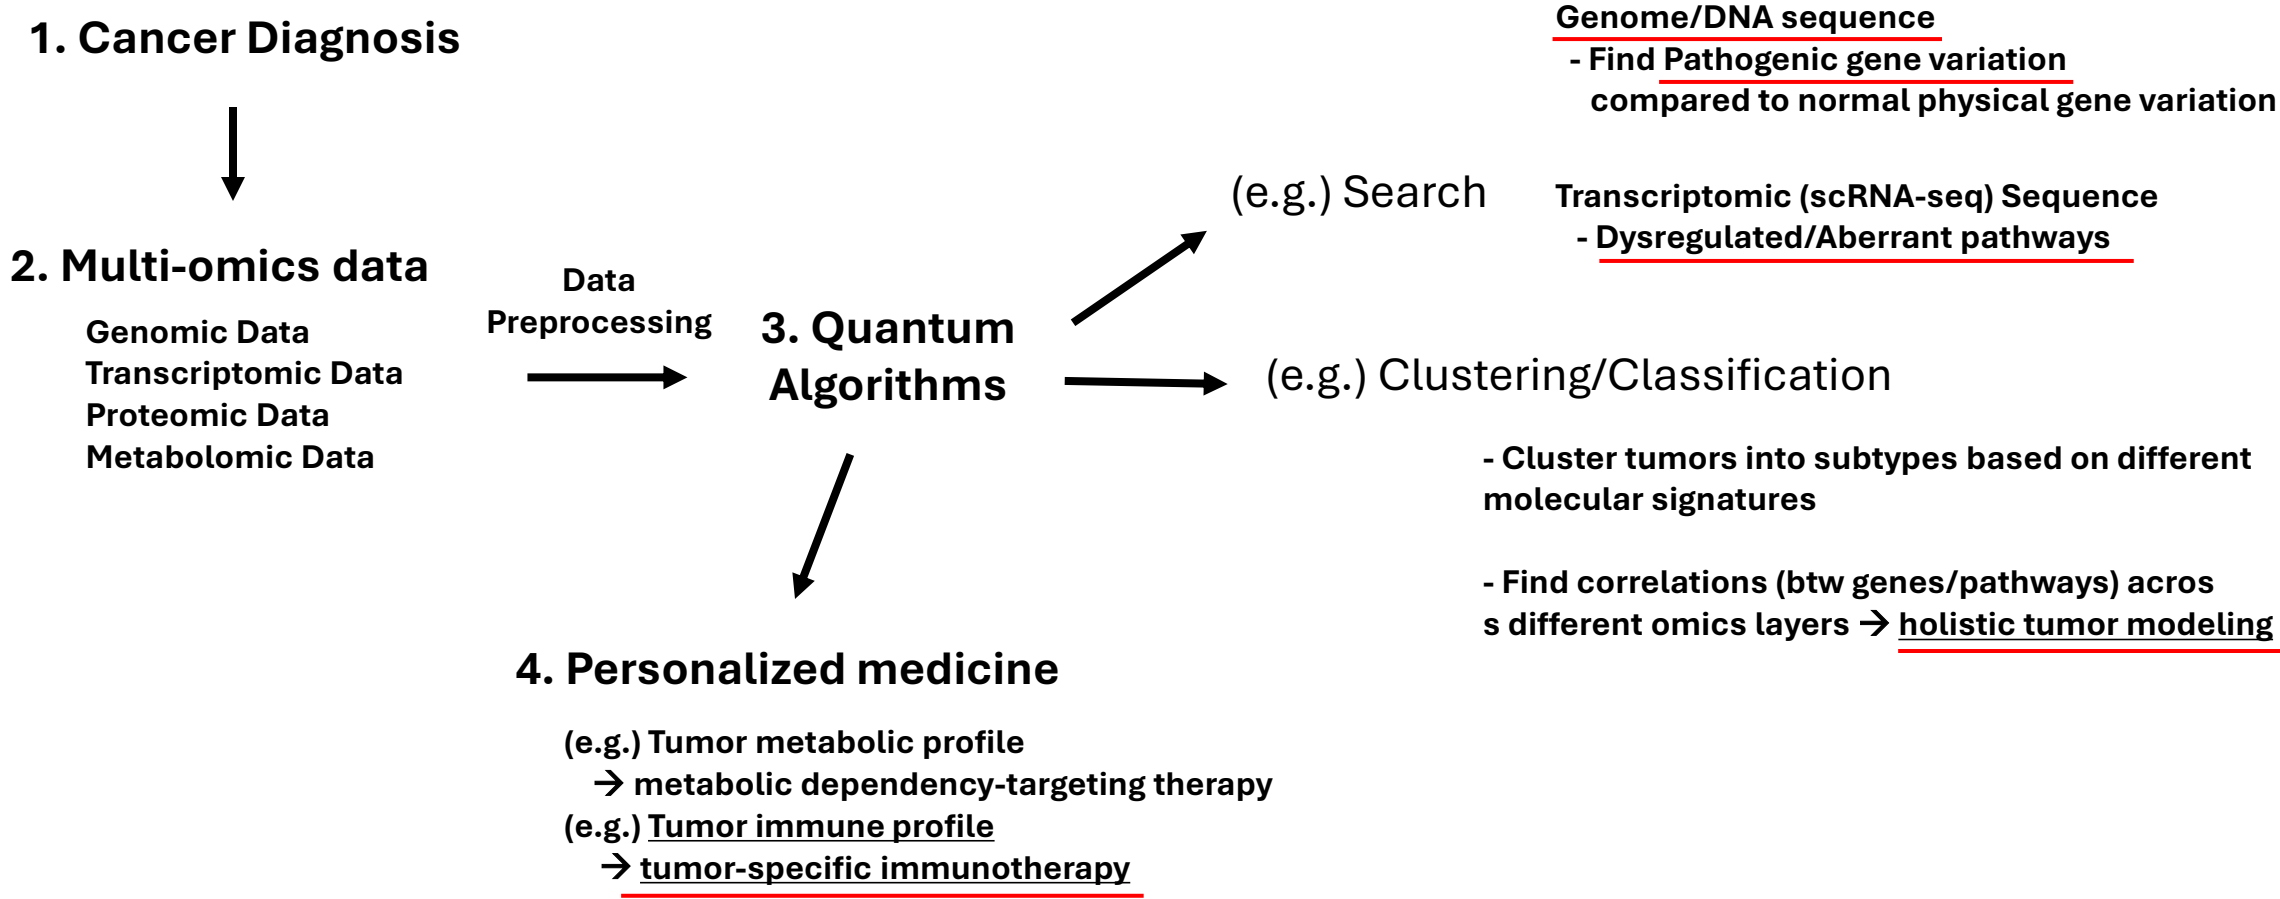 1. Cancer Diagnosis
2. Multi-omics data
Genomic Data
Transcriptomic Data
Proteomic Data
Metabolomic Data
Data
Preprocessing
3. Quantum
Algorithms
(e.g.) Search
Genome/DNA sequence
- Find Pathogenic gene variation
compared to normal physical gene variation
Transcriptomic (scRNA-seq) Sequence
- Dysregulated/Aberrant pathways
(e.g.) Clustering/Classification
- Cluster tumors into subtypes based on different
molecular signatures
- Find correlations (btw genes/pathways) acros
s different omics layers → holistic tumor modeling
4. Personalized medicine
(e.g.) Tumor metabolic profile
→ metabolic dependency-targeting therapy
(e.g.) Tumor immune profile
→ tumor-specific immunotherapy